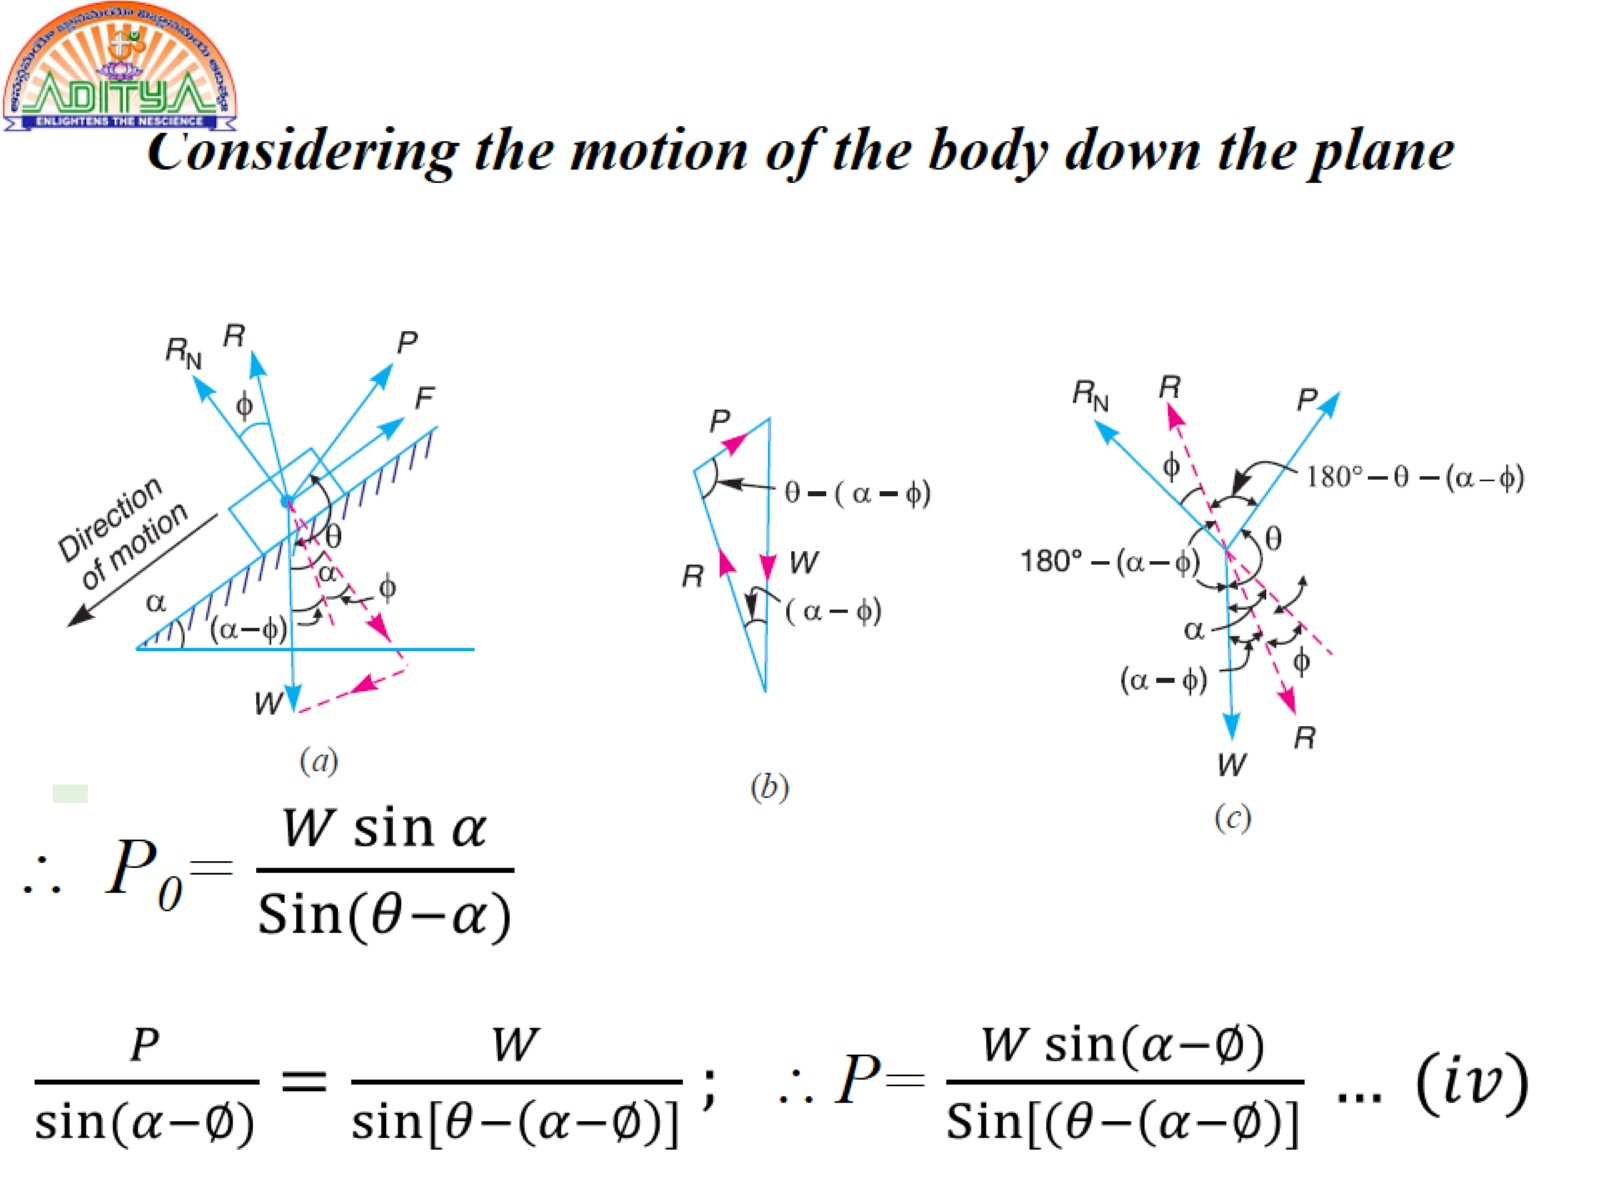 ADITYA
ENLIGHTENS THE NESCIENCE
Considering the motion of the body down the plane
R_N R P F
ϕ
Direction
of motion
θ
α
ϕ
α
(α−ϕ)
W
(a)
P
θ − ( α − ϕ)
R
W
( α − ϕ)
(b)
R_N R P
ϕ
180° − θ − (α − ϕ)
θ
180° − (α − ϕ)
α
ϕ
(α − ϕ)
R
W
(c)
∴ P_0 = W sin α / Sin(θ−α)
P / sin(α−∅) = W / sin[θ−(α−∅)] ; ∴ P = W sin(α−∅) / Sin[(θ−(α−∅)] … (iv)